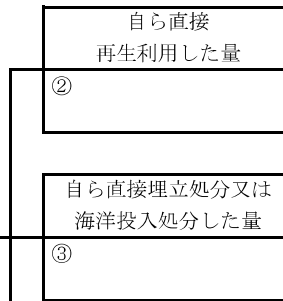 自ら直接
再生利用した量
②
自ら直接埋立処分又は
海洋投入処分した量
③